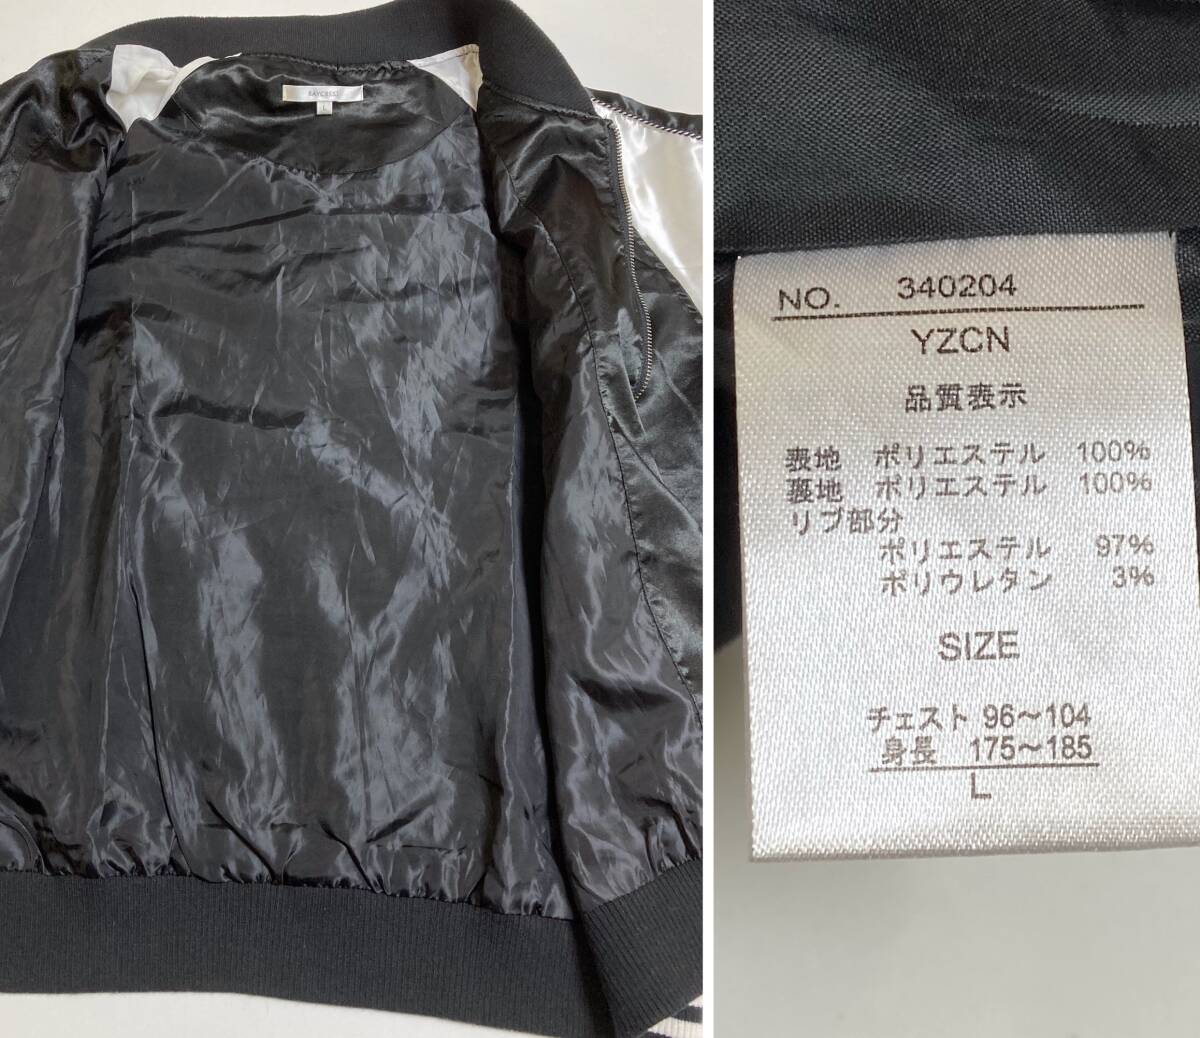 BAYCREST
L
NO. 340204
YZCN
品質表示
表地 ポリエステル 100%
裏地 ポリエステル 100%
リブ部分
ポリエステル 97%
ポリウレタン 3%
SIZE
チェスト 96〜104
身長 175〜185
L